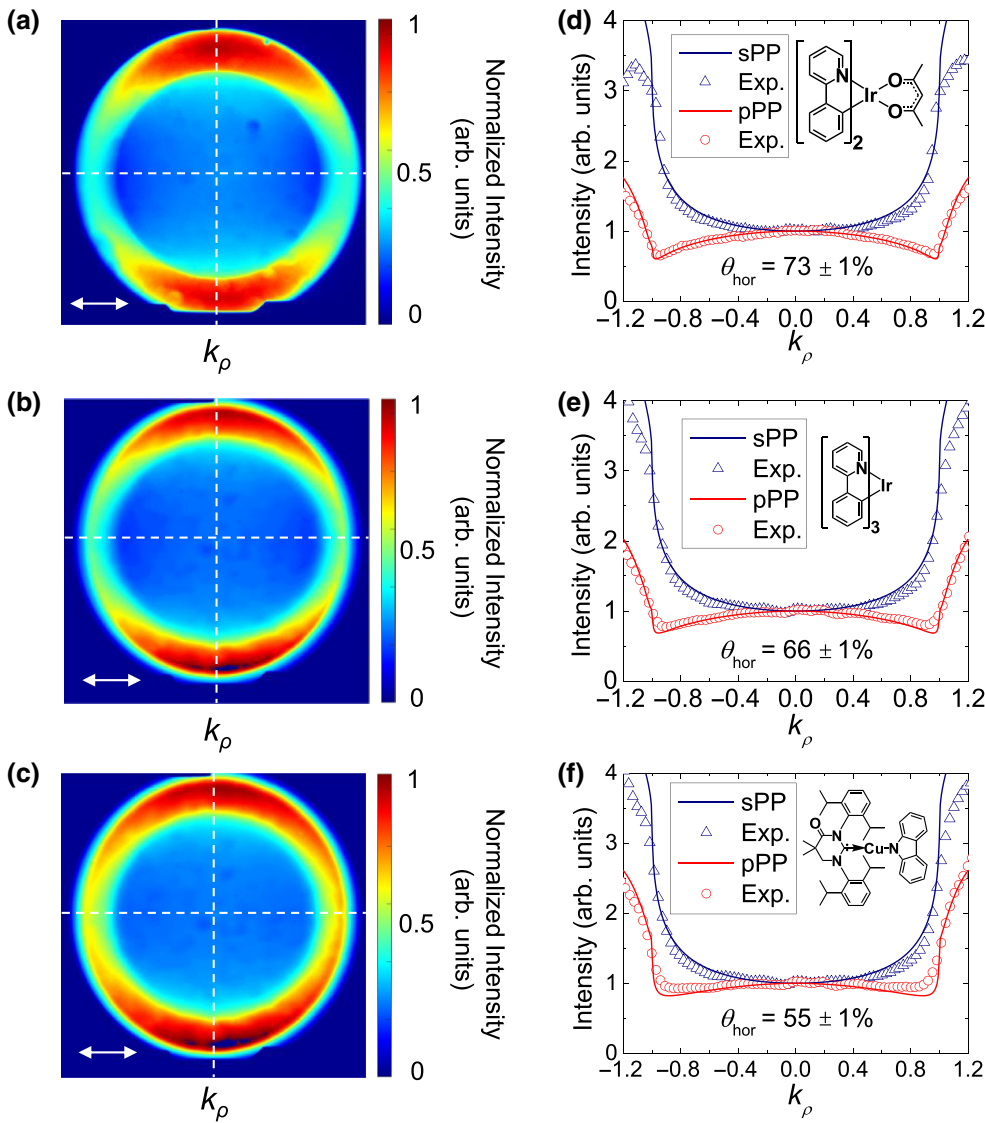 (a)
1
0.5
0
Normalized Intensity
(arb. units)
kρ
(d)
4
3
2
1
0
Intensity (arb. units)
sPP
Exp.
pPP
Exp.
N
Ir
O
O
2
θhor = 73 ± 1%
−1.2 −0.8 −0.4 0.0 0.4 0.8 1.2
kρ
(b)
1
0.5
0
Normalized Intensity
(arb. units)
kρ
(e)
4
3
2
1
0
Intensity (arb. units)
sPP
Exp.
pPP
Exp.
N
Ir
3
θhor = 66 ± 1%
−1.2 −0.8 −0.4 0.0 0.4 0.8 1.2
kρ
(c)
1
0.5
0
Normalized Intensity
(arb. units)
kρ
(f)
4
3
2
1
0
Intensity (arb. units)
sPP
Exp.
pPP
Exp.
O
N
N
Cu
N
θhor = 55 ± 1%
−1.2 −0.8 −0.4 0.0 0.4 0.8 1.2
kρ